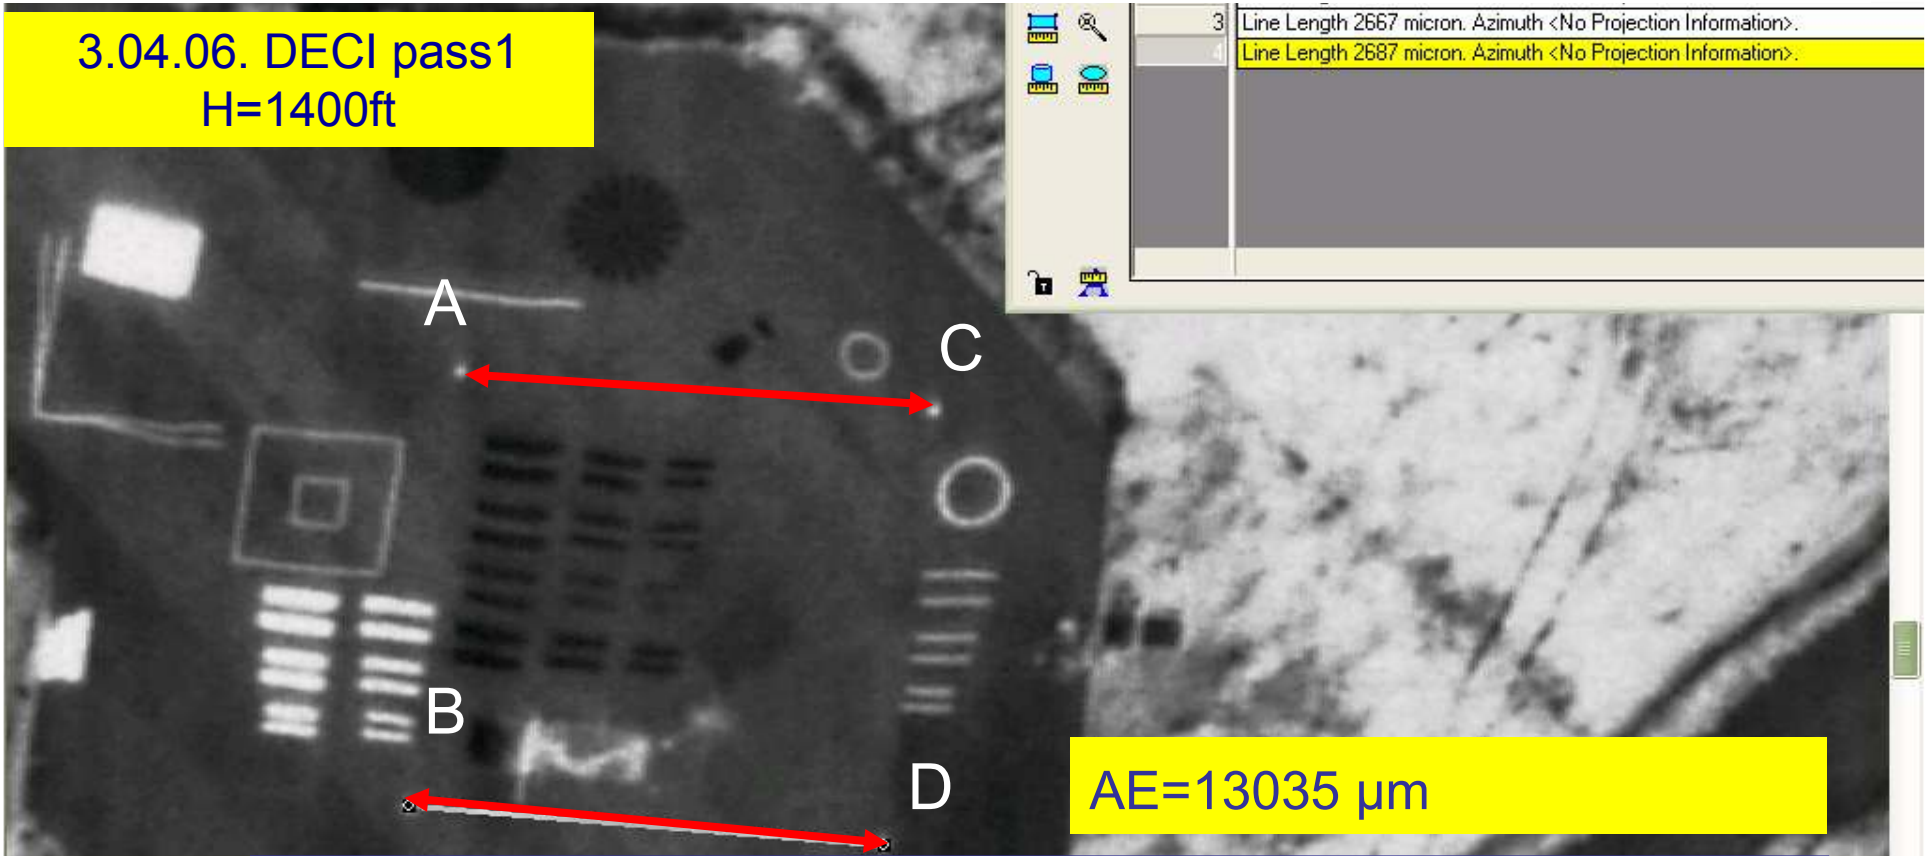 3.04.06. DECI pass1
H=1400ft
3 Line Length 2667 micron. Azimuth <No Projection Information>.
4 Line Length 2687 micron. Azimuth <No Projection Information>.
A
C
B
D
AE=13035 μm